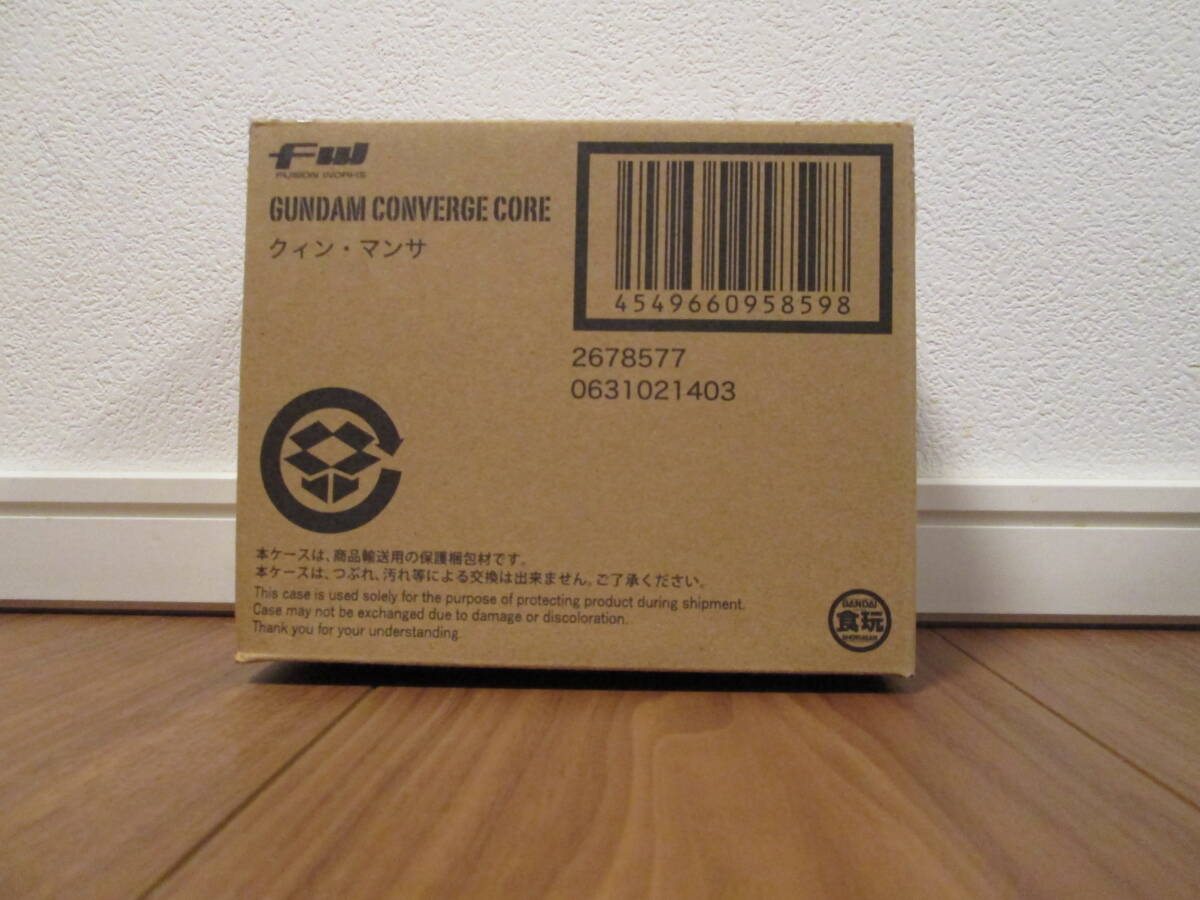 FW
FUSION WORKS
GUNDAM CONVERGE CORE
クィン・マンサ
4549660958598
2678577
0631021403
本ケースは、商品輸送用の保護梱包材です。
本ケースは、つぶれ、汚れ等による交換は出来ません。ご了承ください。
This case is used solely for the purpose of protecting product during shipment.
Case may not be exchanged due to damage or discoloration.
Thank you for your understanding.
BANDAI
食玩
SHOKUGAN